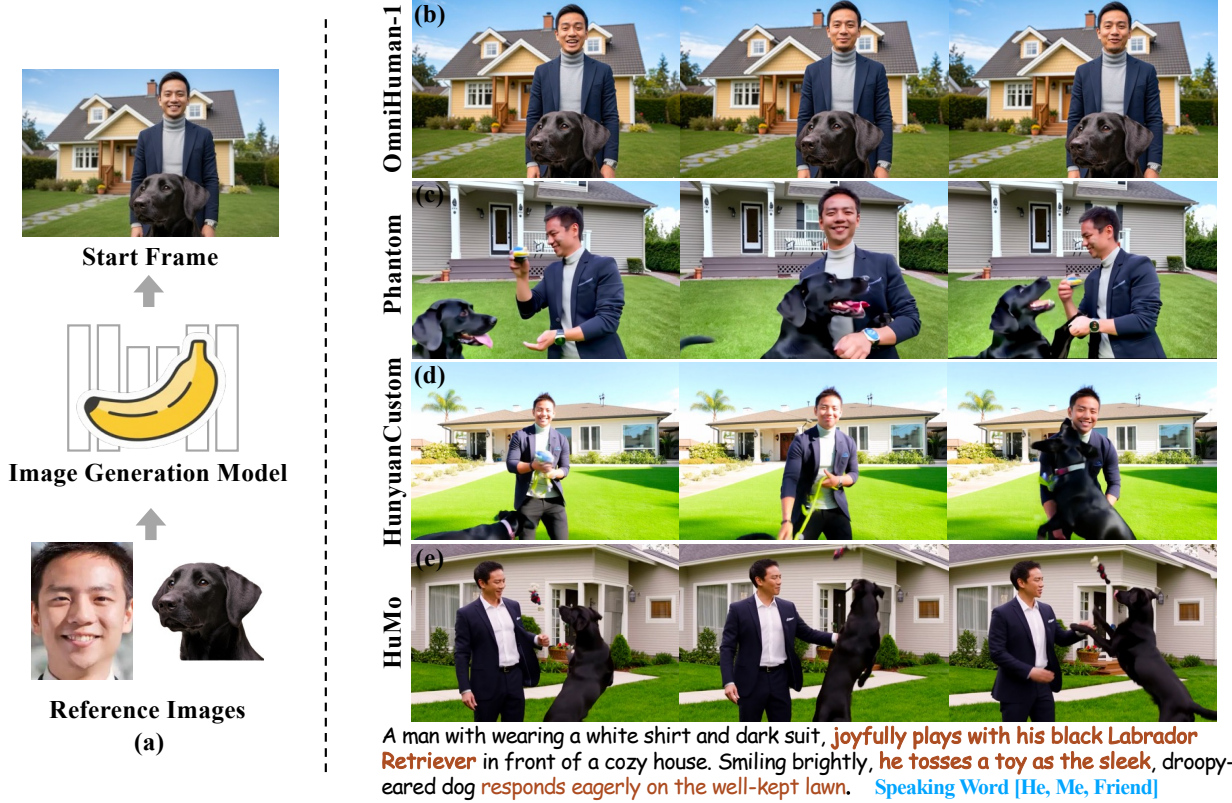 Start Frame
Image Generation Model
Reference Images
(a)
(b)
OmniHuman-1
(c)
Phantom
(d)
HunyuanCustom
(e)
HuMo
A man with wearing a white shirt and dark suit, joyfully plays with his black Labrador
Retriever in front of a cozy house. Smiling brightly, he tosses a toy as the sleek, droopy-
eared dog responds eagerly on the well-kept lawn. Speaking Word [He, Me, Friend]